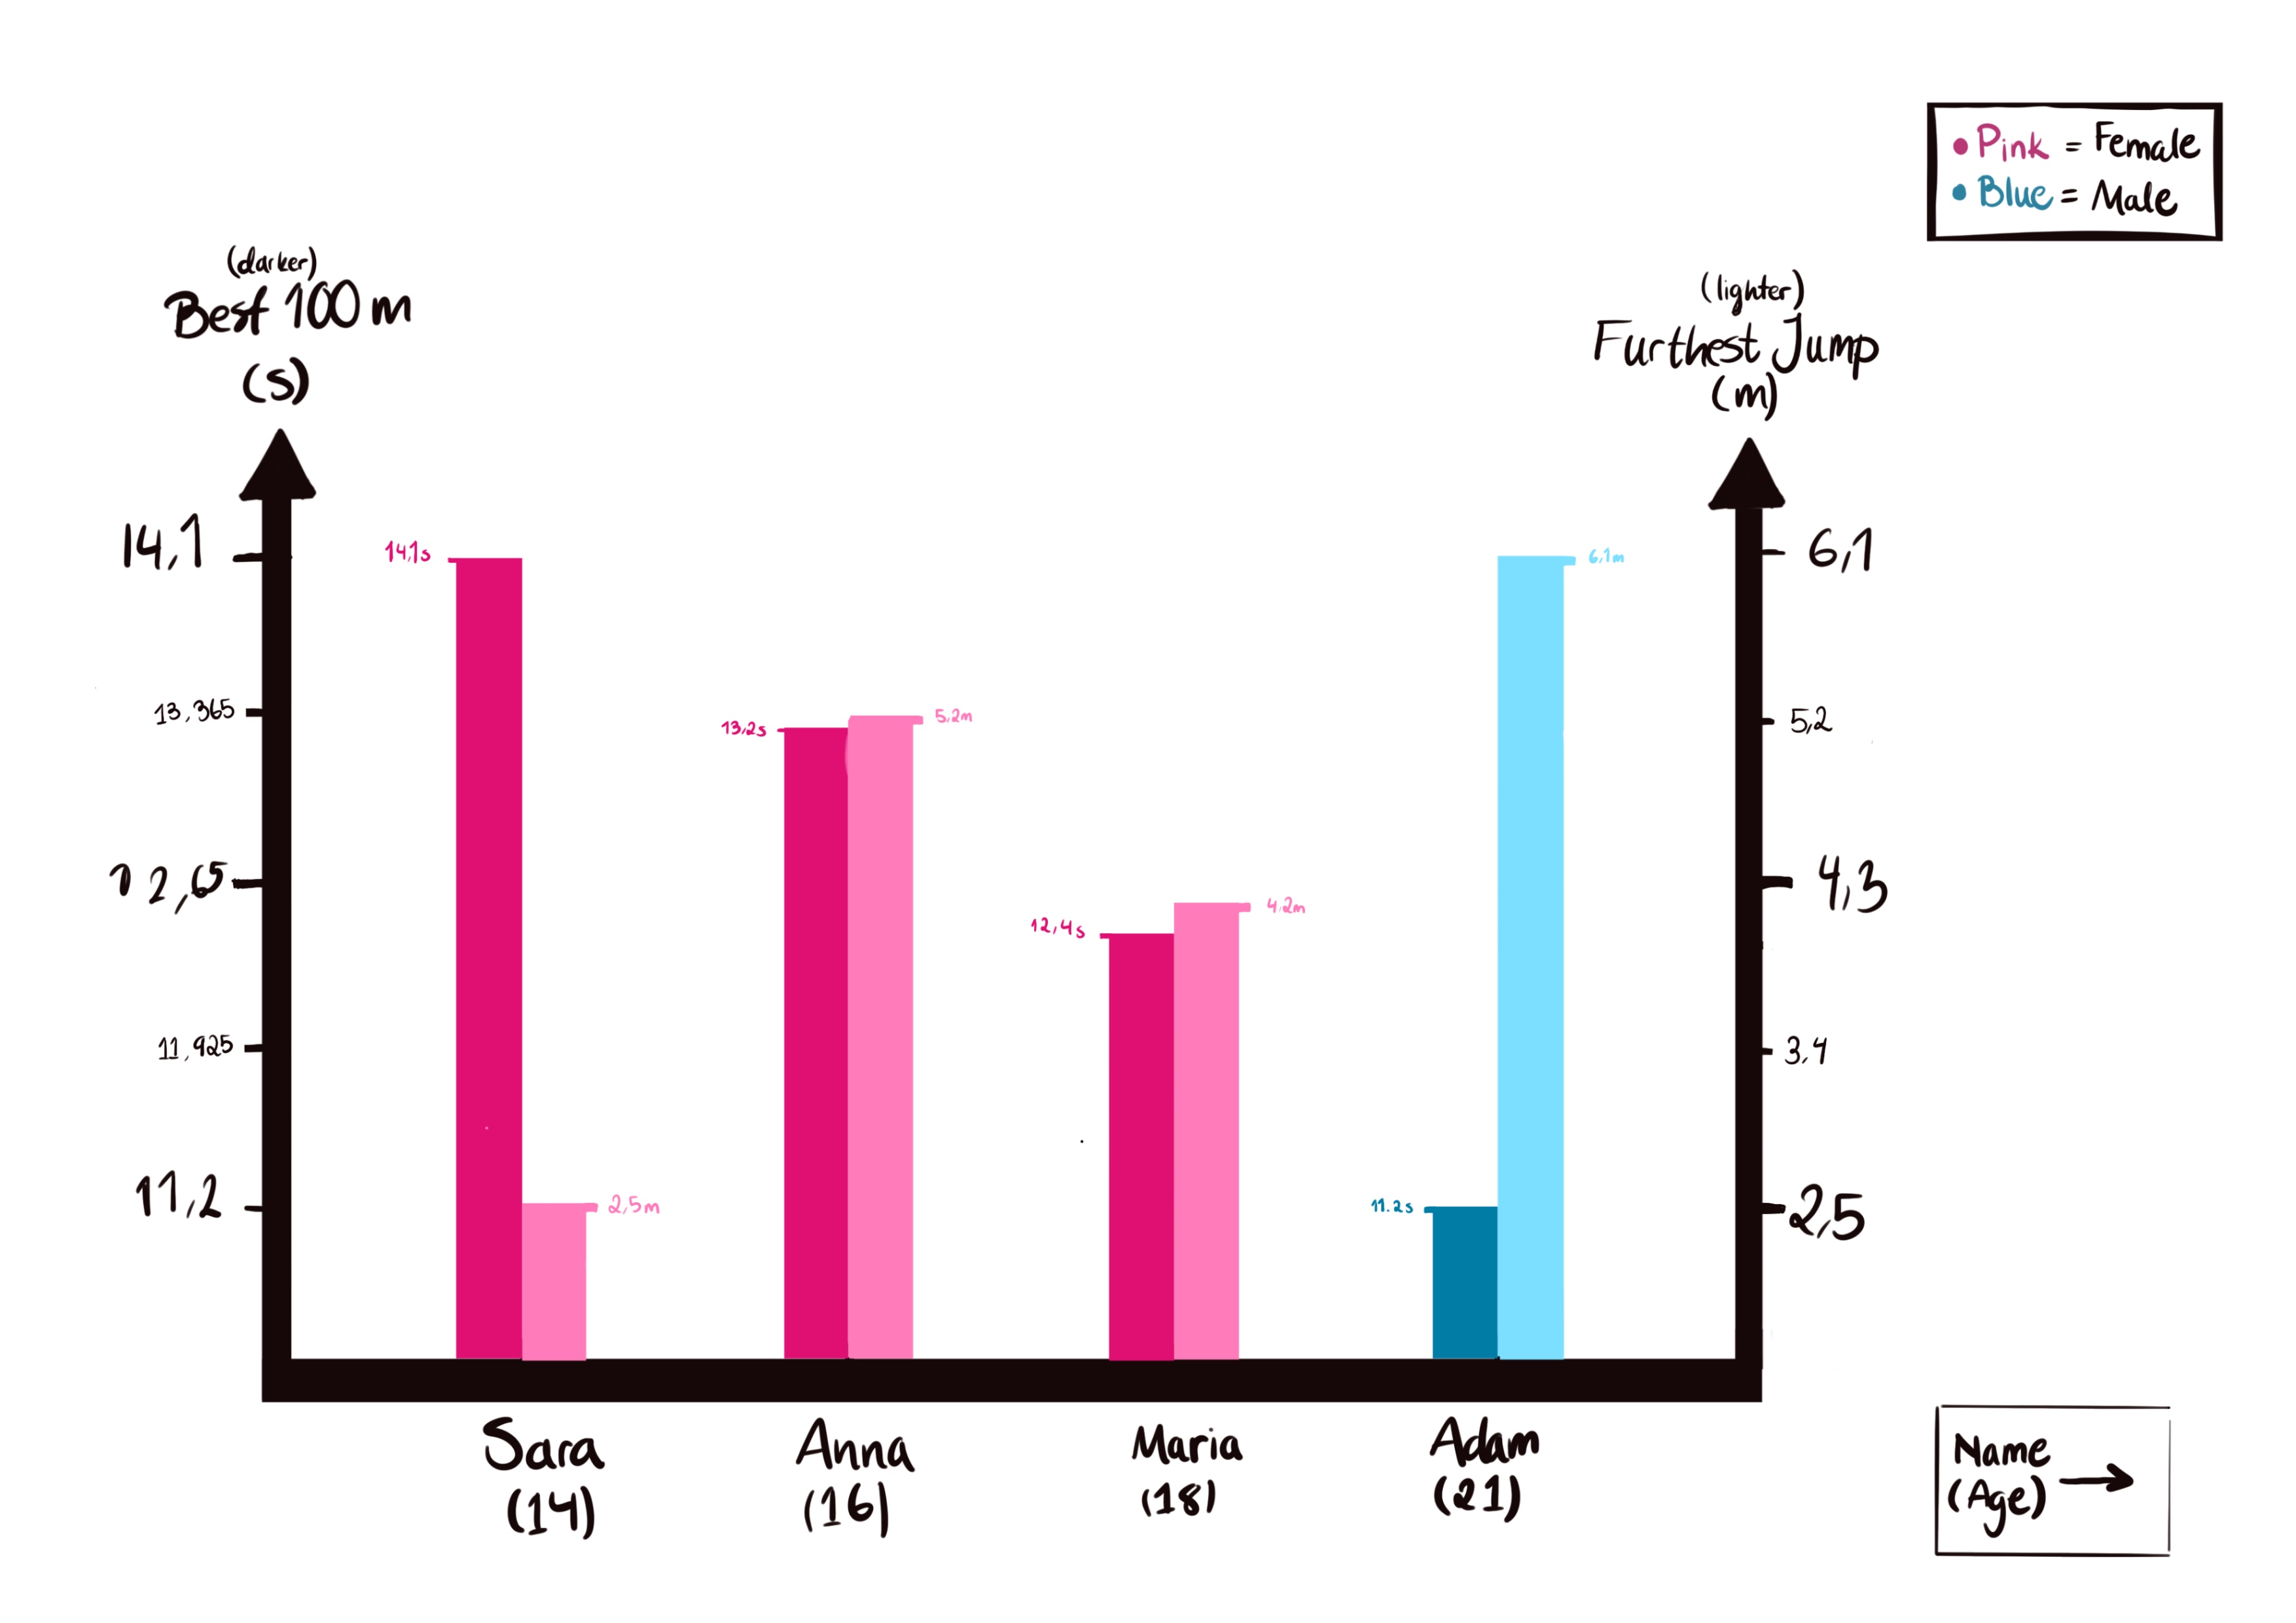 • Pink = Female
• Blue = Male
(darker)
Best 100 m
(s)
(lighter)
Furthest Jump
(m)
14,1
13,365
12,65
11,925
11,2
6,1
5,2
4,3
3,4
2,5
14,1s
2,5m
13,2s
5,2m
12,4s
4,2m
11.2s
6,1m
Sara
(14)
Anna
(16)
Maria
(18)
Adam
(21)
Name
(Age) →